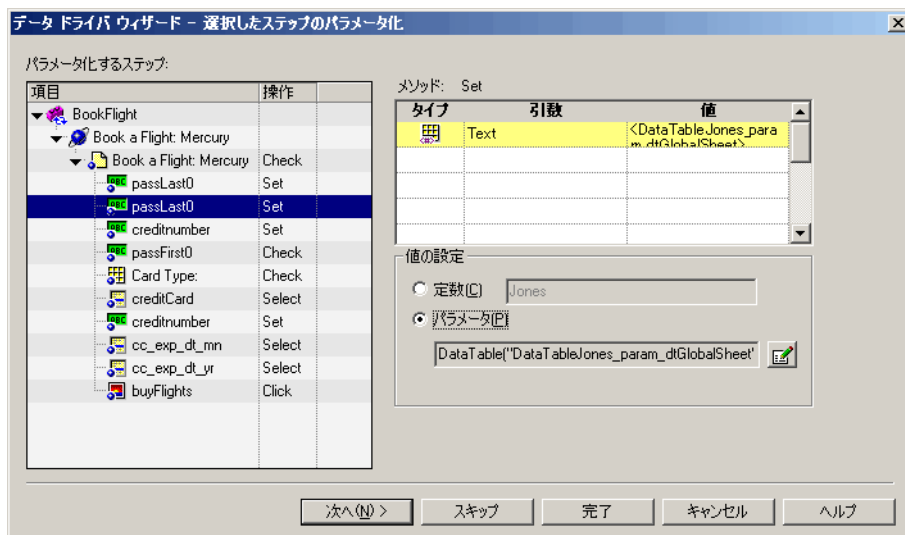 データ ドライバ ウィザード - 選択したステップのパラメータ化
パラメータ化するステップ:
項目 操作
BookFlight
Book a Flight: Mercury
Book a Flight: Mercury Check
passLast0 Set
passLast0 Set
creditnumber Set
passFirst0 Check
Card Type: Check
creditCard Select
creditnumber Set
cc_exp_dt_mn Select
cc_exp_dt_yr Select
buyFlights Click
メソッド: Set
タイプ 引数 値
Text <DataTableJones_para
m_dtGlobalSheet>
値の設定
定数(C) Jones
パラメータ(P)
DataTable("DataTableJones_param_dtGlobalSheet"
次へ(N) > スキップ 完了 キャンセル ヘルプ